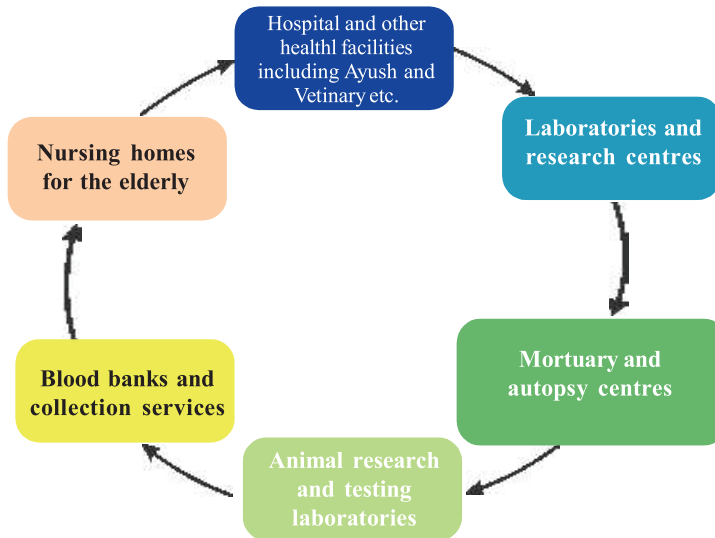 Hospital and other
healthl facilities
including Ayush and
Vetinary etc.
Laboratories and
research centres
Mortuary and
autopsy centres
Animal research
and testing
laboratories
Blood banks and
collection services
Nursing homes
for the elderly